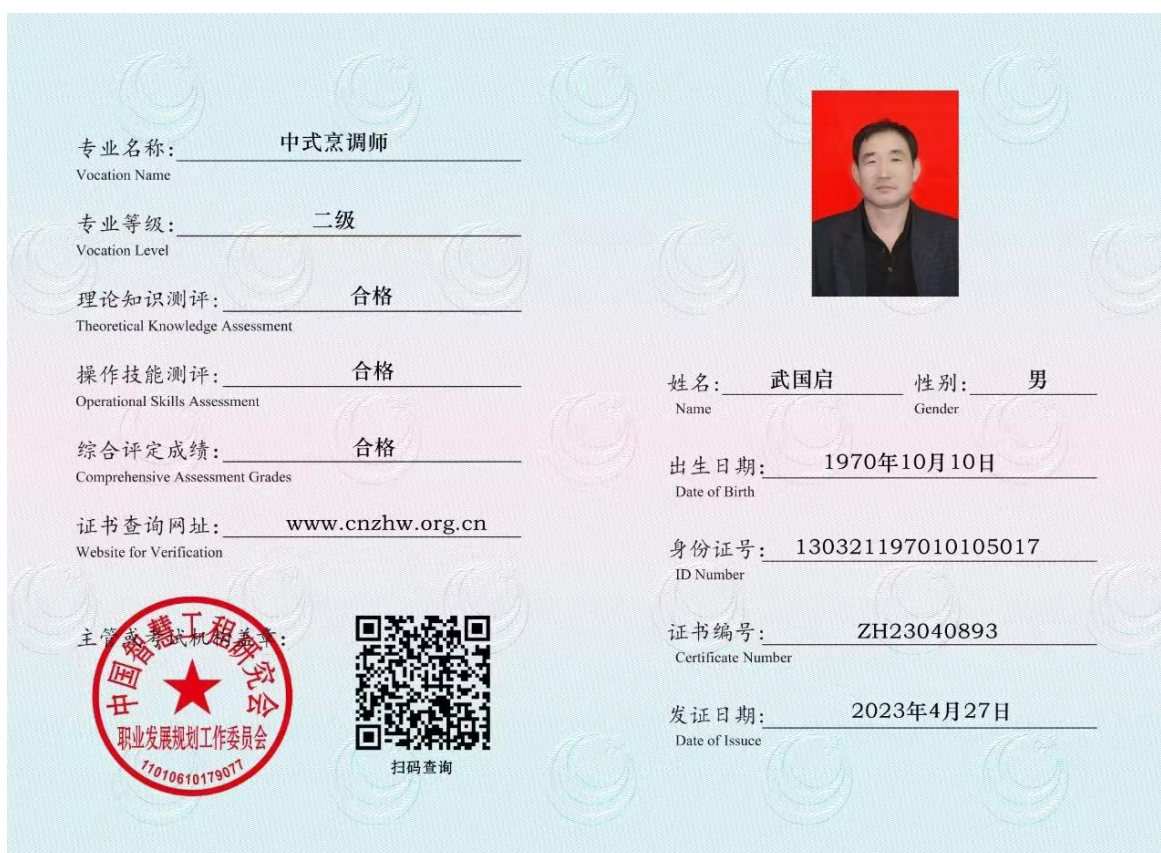 专业名称: 中式烹调师
Vocation Name
专业等级: 二级
Vocation Level
理论知识测评: 合格
Theoretical Knowledge Assessment
操作技能测评: 合格
Operational Skills Assessment
综合评定成绩: 合格
Comprehensive Assessment Grades
证书查询网址: www.cnzhw.org.cn
Website for Verification
主管或考试机构盖章:
中国智慧工程研究会
职业发展规划工作委员会
11010610179077
扫码查询
姓名: 武国启 性别: 男
Name Gender
出生日期: 1970年10月10日
Date of Birth
身份证号: 130321197010105017
ID Number
证书编号: ZH23040893
Certificate Number
发证日期: 2023年4月27日
Date of Issuce